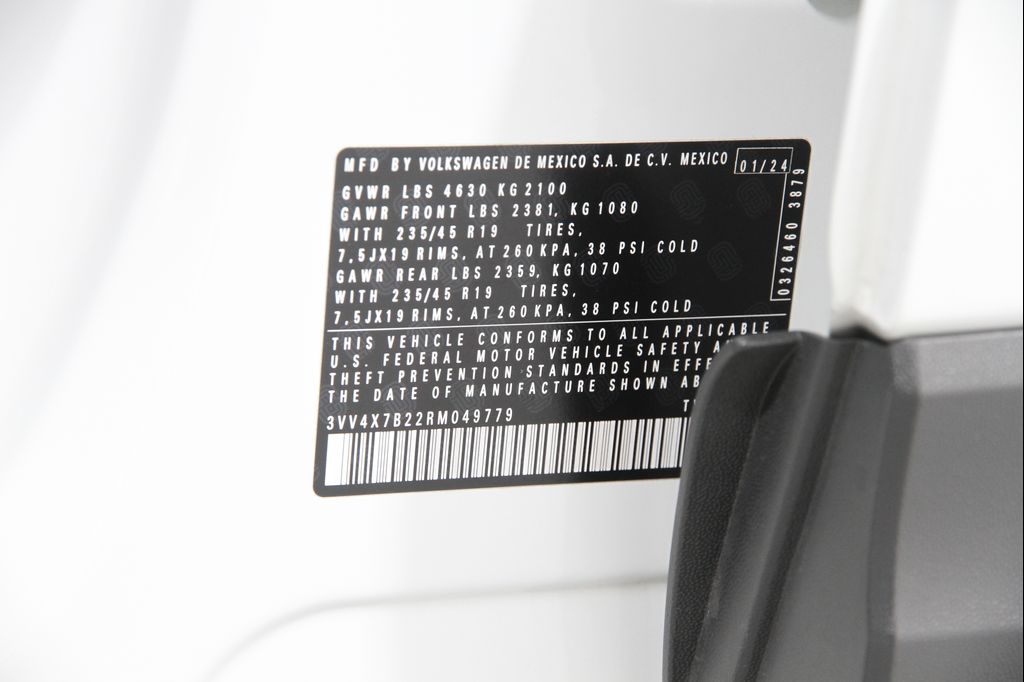 MFD BY VOLKSWAGEN DE MEXICO S.A. DE C.V. MEXICO 01/24
GVWR LBS 4630 KG 2100
GAWR FRONT LBS 2381, KG 1080
WITH 235/45 R19 TIRES,
7,5JX19 RIMS, AT 260 KPA, 38 PSI COLD
GAWR REAR LBS 2359, KG 1070
WITH 235/45 R19 TIRES,
7,5JX19 RIMS, AT 260 KPA, 38 PSI COLD
0326460 3879
THIS VEHICLE CONFORMS TO ALL APPLICABLE
U.S. FEDERAL MOTOR VEHICLE SAFETY
THEFT PREVENTION STANDARDS IN
THE DATE OF MANUFACTURE SHOWN
3VV4X7B22RM049779